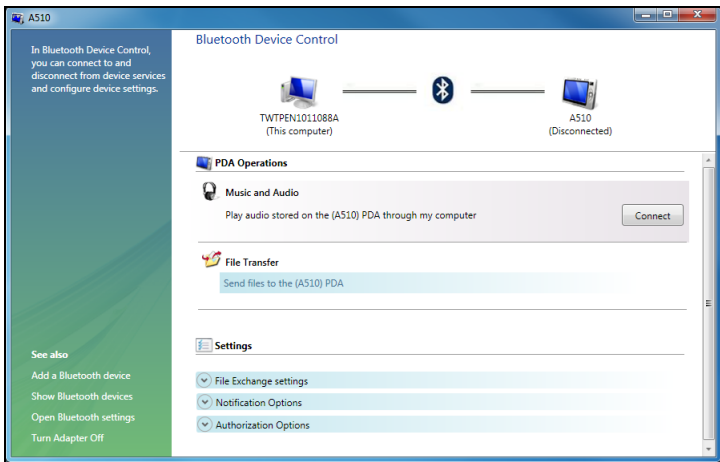 A510
In Bluetooth Device Control,
you can connect to and
disconnect from device services
and configure device settings.
See also
Add a Bluetooth device
Show Bluetooth devices
Open Bluetooth settings
Turn Adapter Off
Bluetooth Device Control
TWTPEN1011088A
(This computer)
A510
(Disconnected)
PDA Operations
Music and Audio
Play audio stored on the (A510) PDA through my computer
Connect
File Transfer
Send files to the (A510) PDA
Settings
File Exchange settings
Notification Options
Authorization Options